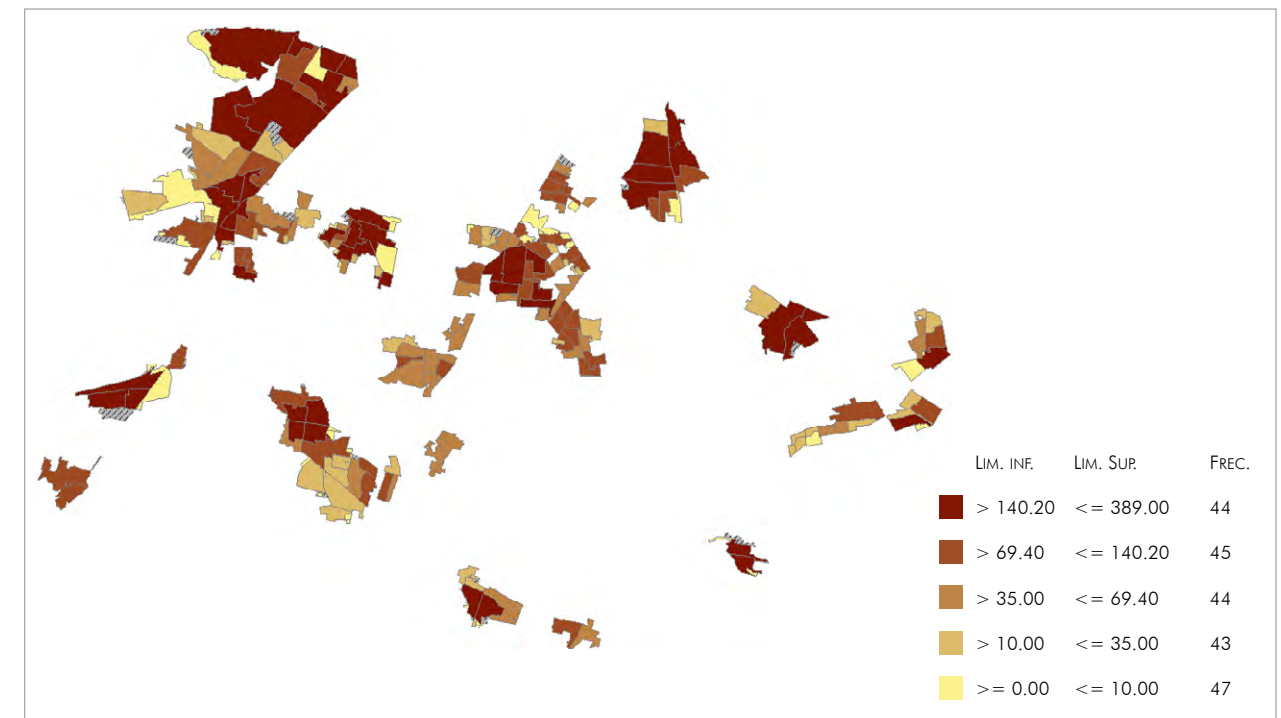 LIM. INF. LIM. SUP. FREC.
> 140.20 <= 389.00 44
> 69.40 <= 140.20 45
> 35.00 <= 69.40 44
> 10.00 <= 35.00 43
>= 0.00 <= 10.00 47